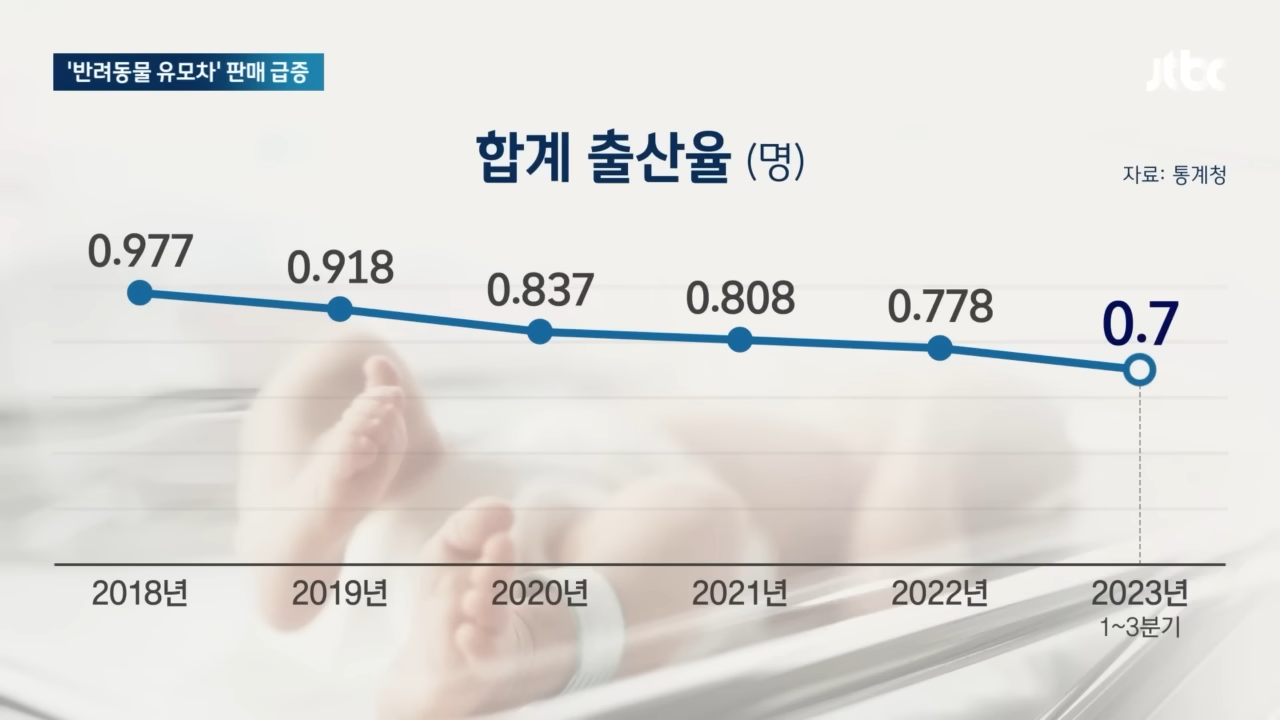 '반려동물 유모차' 판매 급증
jtbc
합계 출산율 (명)
자료: 통계청
0.977
0.918
0.837
0.808
0.778
0.7
2018년
2019년
2020년
2021년
2022년
2023년
1~3분기